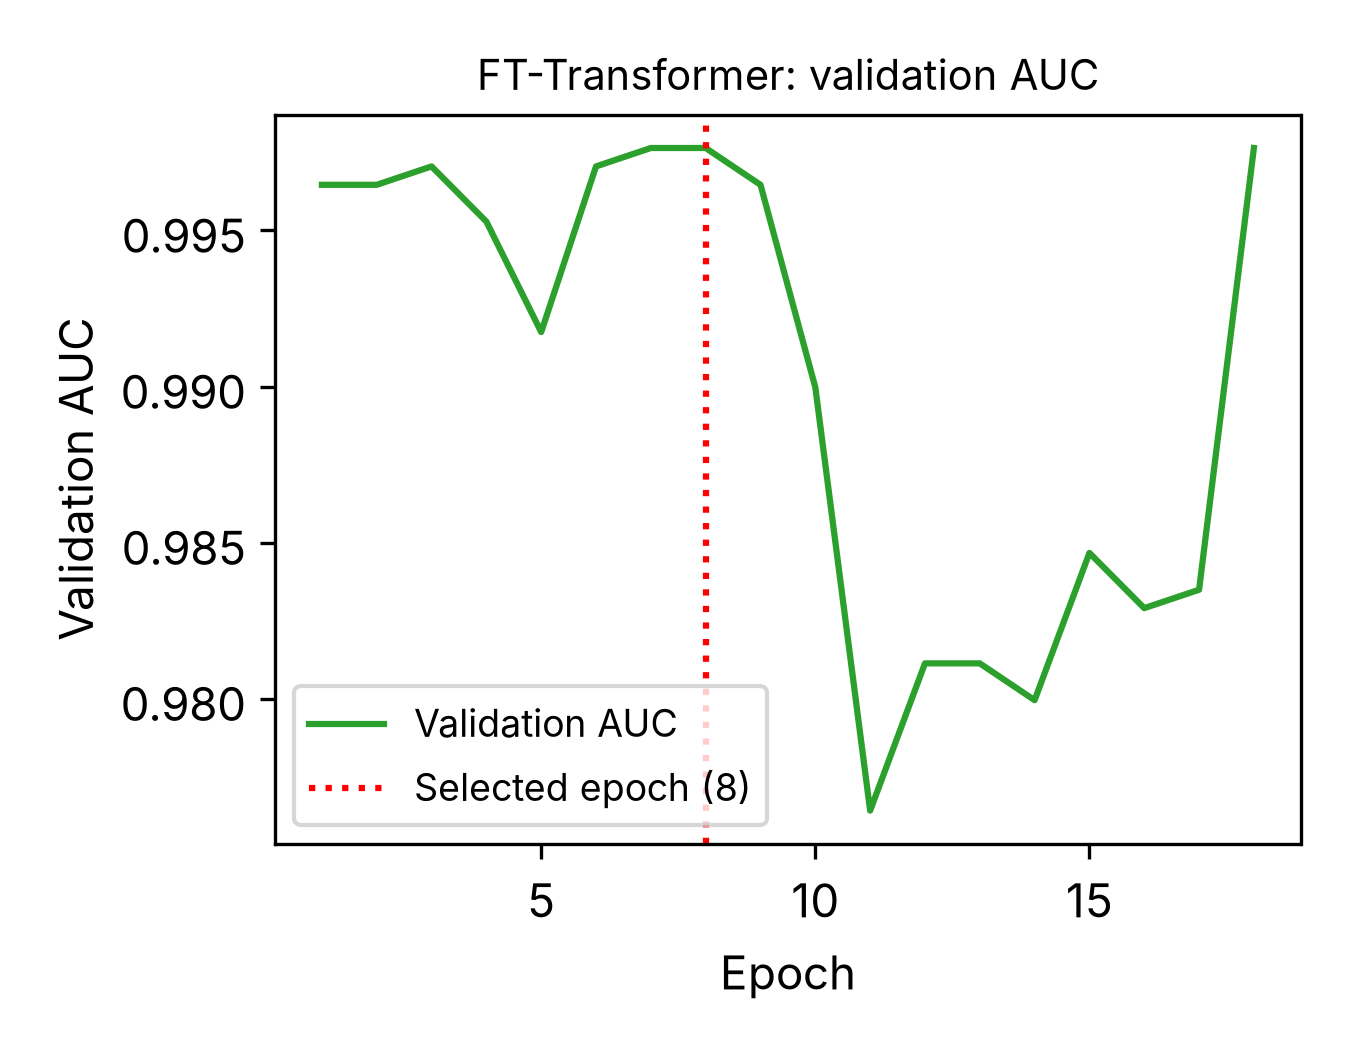 FT-Transformer: validation AUC
Validation AUC
0.995
0.990
0.985
0.980
Validation AUC
Selected epoch (8)
5 10 15
Epoch